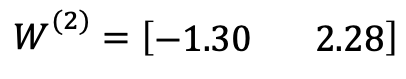 W⁽²⁾ = [−1.30 2.28]